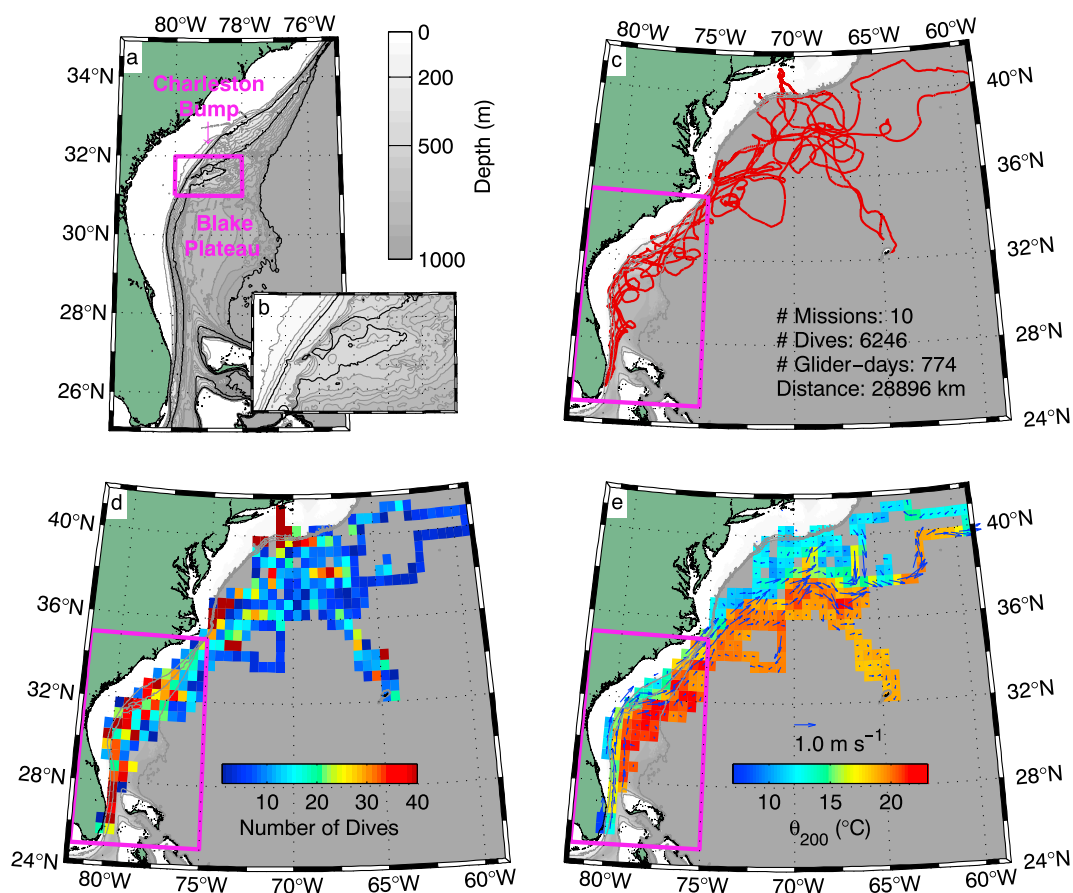 80°W 78°W 76°W
a
34°N
32°N
30°N
28°N
26°N
Charleston
Bump
Blake
Plateau
b
0
200
500
1000
Depth (m)
80°W 75°W 70°W 65°W 60°W
c
40°N
36°N
32°N
28°N
24°N
# Missions: 10
# Dives: 6246
# Glider-days: 774
Distance: 28896 km
d
40°N
36°N
32°N
28°N
24°N
10 20 30 40
Number of Dives
80°W 75°W 70°W 65°W 60°W
e
40°N
36°N
32°N
28°N
24°N
1.0 m s⁻¹
10 15 20
θ₂₀₀ (°C)
80°W 75°W 70°W 65°W 60°W